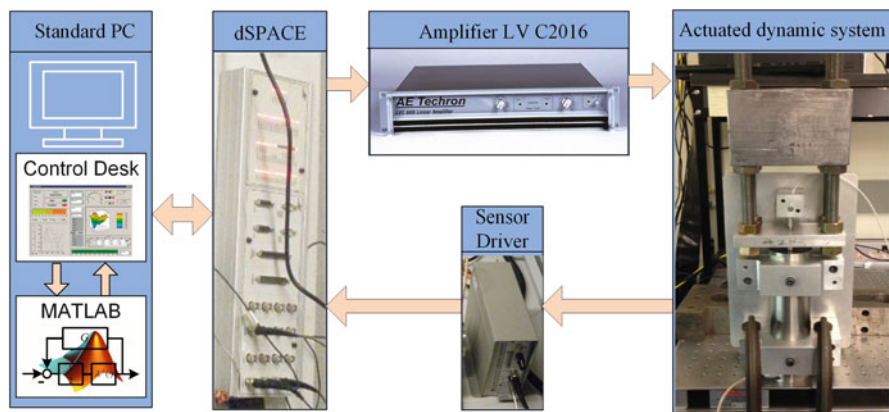 Standard PC
dSPACE
Amplifier LV C2016
Actuated dynamic system
AE Techron
Control Desk
Sensor
Driver
MATLAB